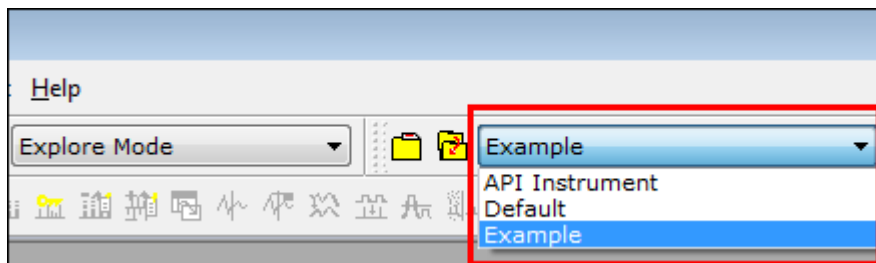 Help
Explore Mode
Example
API Instrument
Default
Example